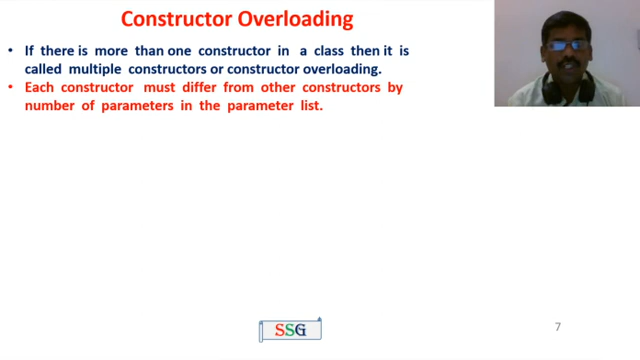 Constructor Overloading
• If there is more than one constructor in a class then it is
called multiple constructors or constructor overloading.
• Each constructor must differ from other constructors by
number of parameters in the parameter list.
SSG
7